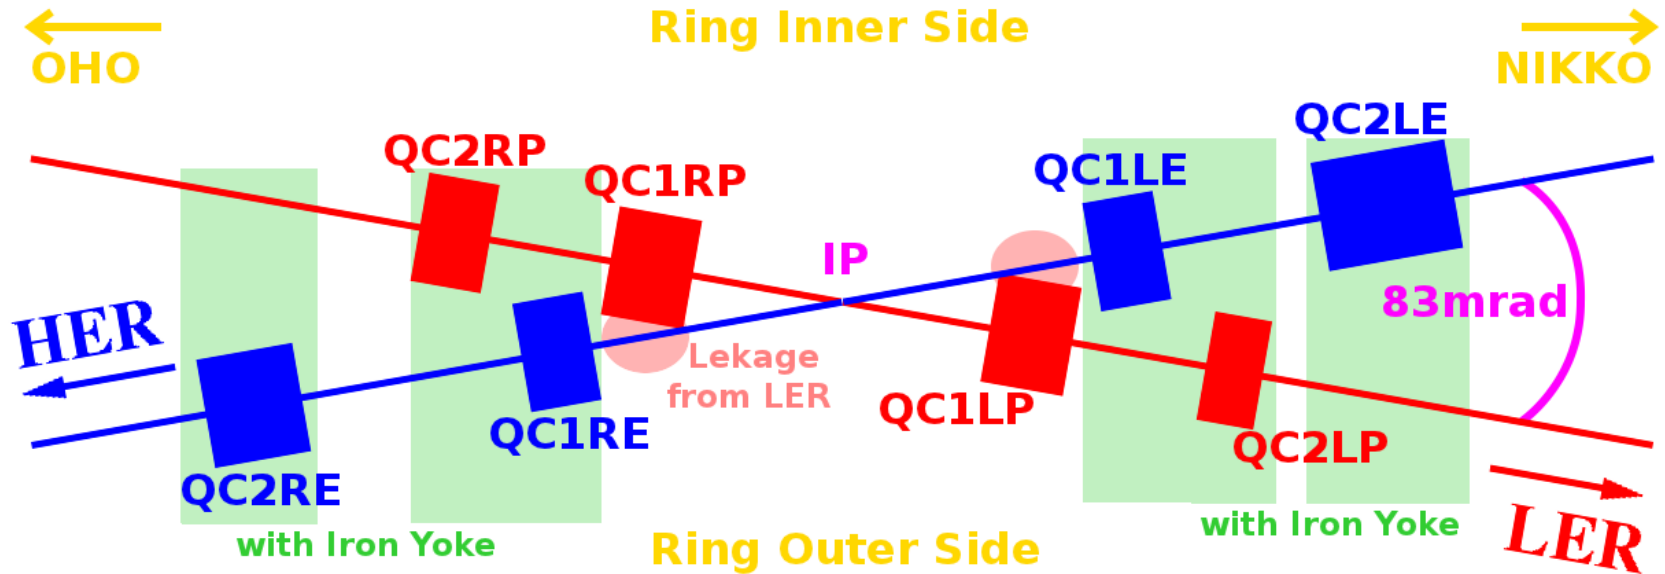 Ring Inner Side
OHO
NIKKO
QC2LE
QC2RP
QC1RP
QC1LE
IP
83mrad
HER
Lekage
from LER
QC1LP
QC1RE
QC2LP
QC2RE
with Iron Yoke
with Iron Yoke
Ring Outer Side
LER